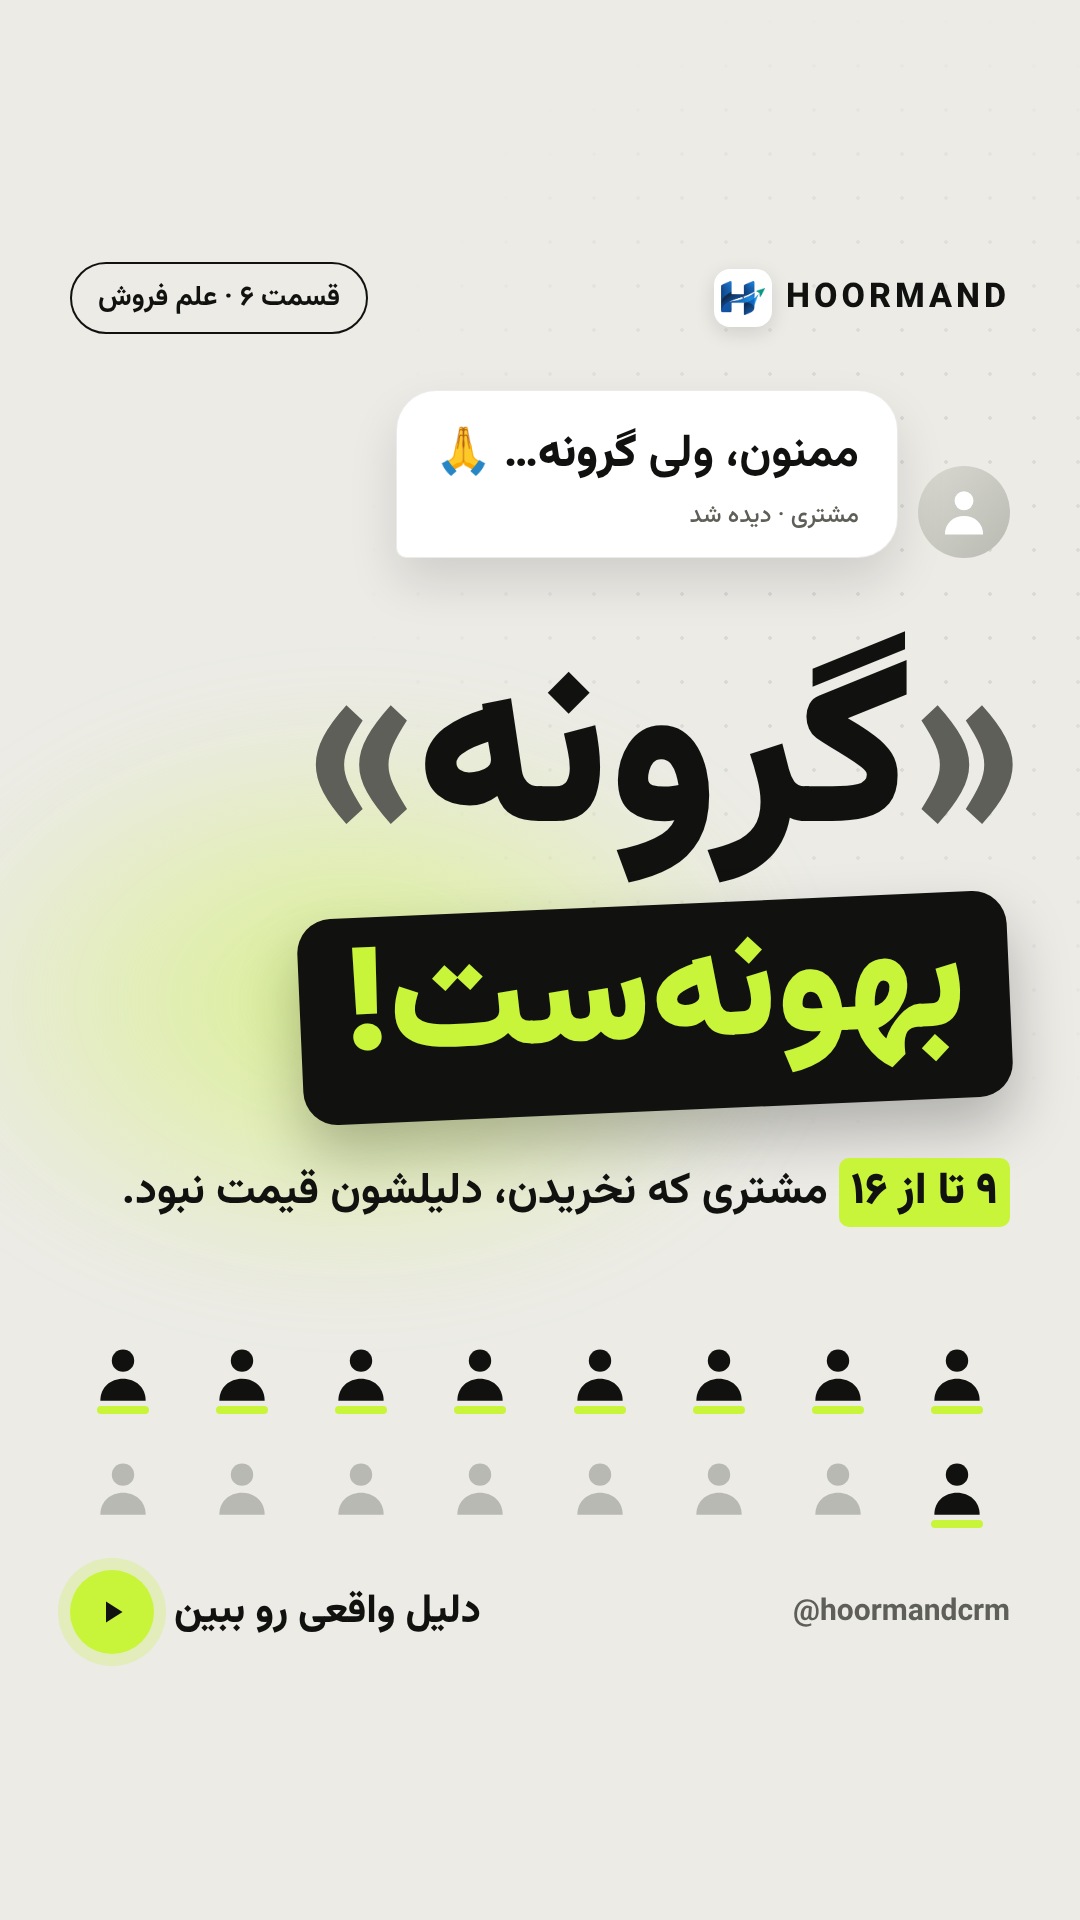 HOORMAND
قسمت ۶ · علم فروش
ممنون، ولی گرونه... 🙏
مشتری · دیده شد
«گرونه»
بهونه‌ست!
۹ تا از ۱۶ مشتری که نخریدن، دلیلشون قیمت نبود.
@hoormandcrm
دلیل واقعی رو ببین